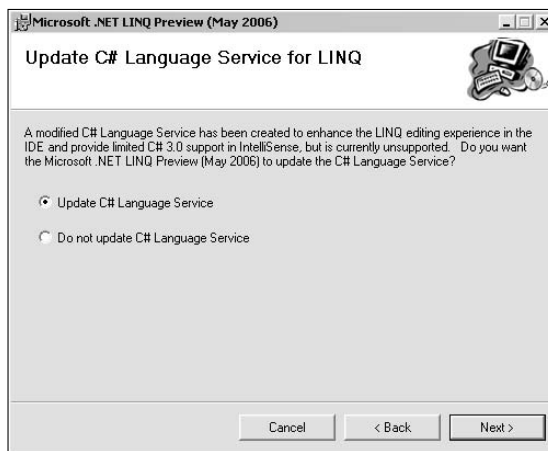 Microsoft .NET LINQ Preview (May 2006)
Update C# Language Service for LINQ
A modified C# Language Service has been created to enhance the LINQ editing experience in the
IDE and provide limited C# 3.0 support in IntelliSense, but is currently unsupported.  Do you want
the Microsoft .NET LINQ Preview (May 2006) to update the C# Language Service?
Update C# Language Service
Do not update C# Language Service
Cancel
< Back
Next >